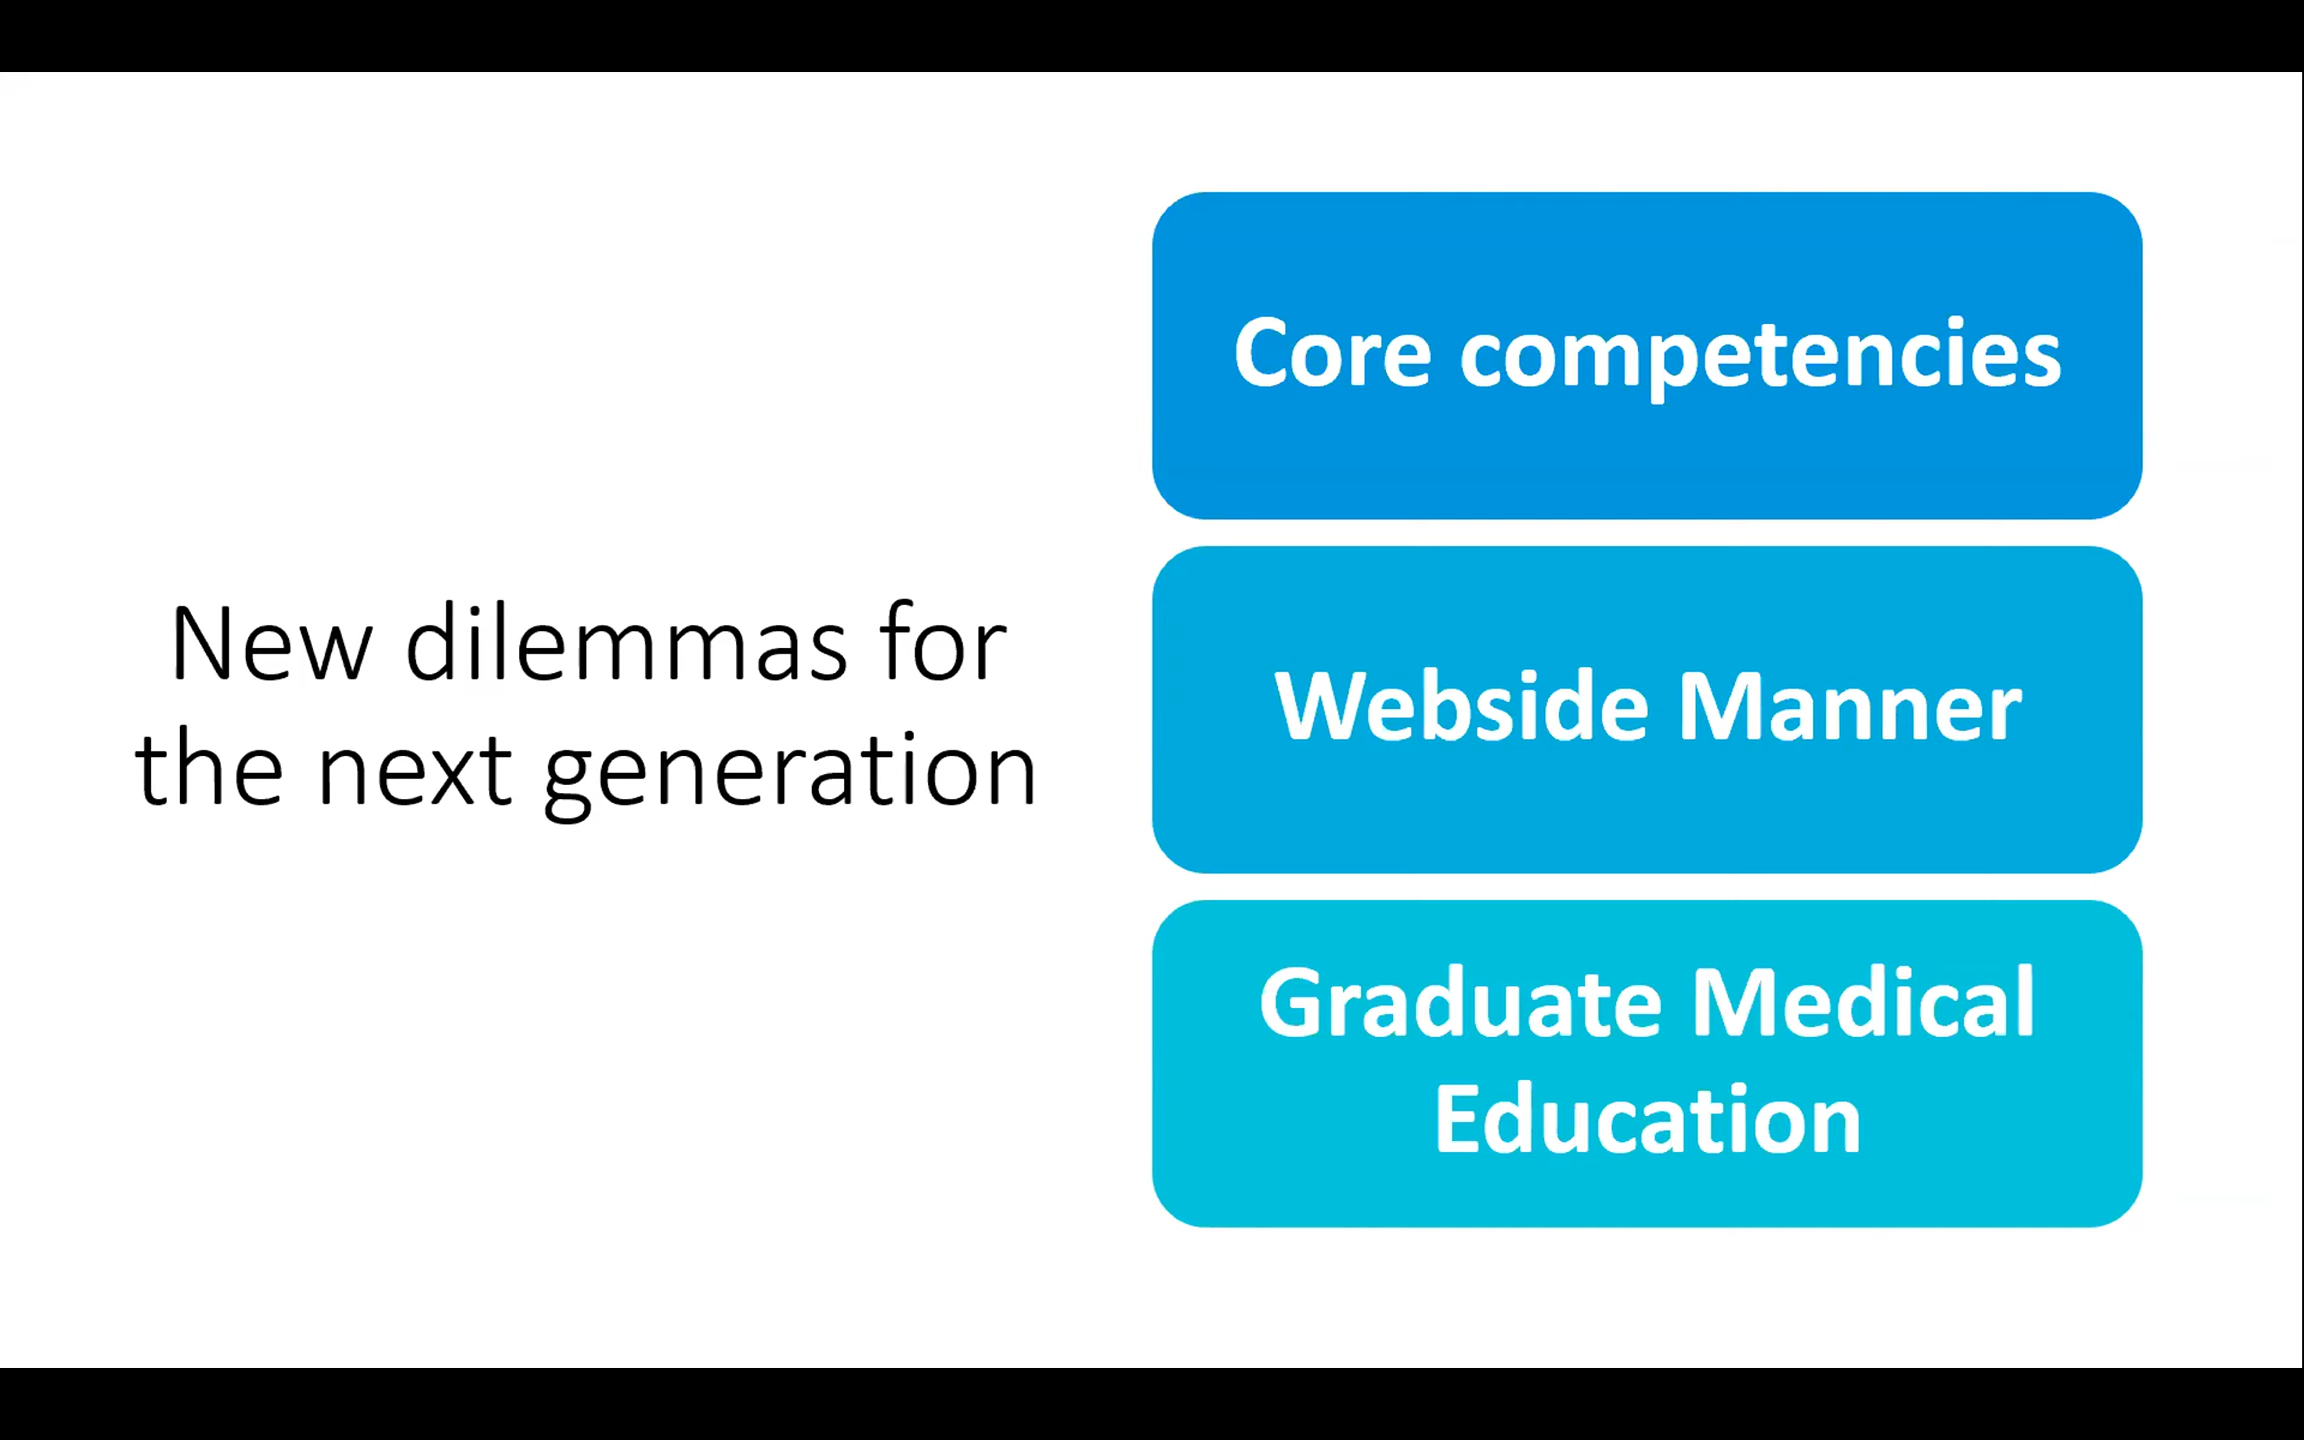 New dilemmas for
the next generation
Core competencies
Webside Manner
Graduate Medical
Education